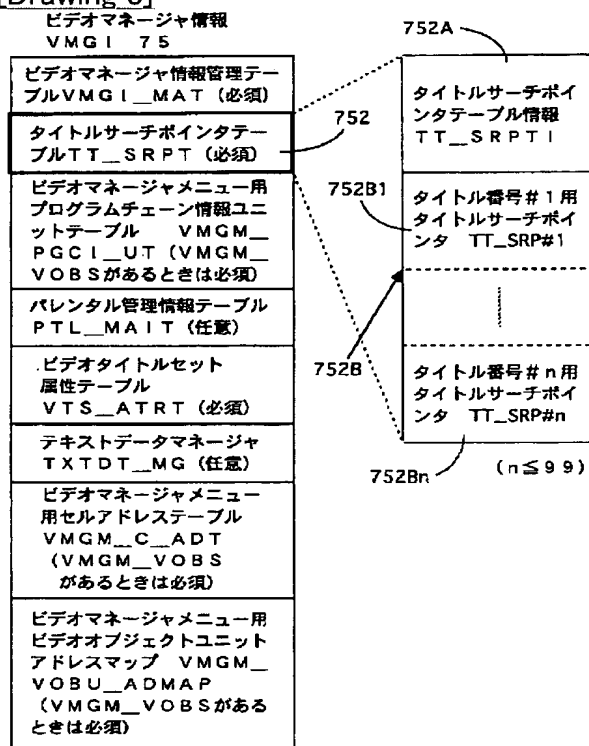 [Drawing 6]
ビデオマネージャ情報
VMGI 75
ビデオマネージャ情報管理テー
ブルVMGI__MAT（必須）
タイトルサーチポインタテー
ブルTT__SRPT（必須）
ビデオマネージャメニュー用
プログラムチェーン情報ユニ
ットテーブル VMGM__
PGCI__UT（VMGM__
VOBSがあるときは必須）
パレンタル管理情報テーブル
PTL__MAIT（任意）
ビデオタイトルセット
属性テーブル
VTS__ATRT（必須）
テキストデータマネージャ
TXTDT__MG（任意）
ビデオマネージャメニュー
用セルアドレステーブル
VMGM__C__ADT
（VMGM__VOBS
があるときは必須）
ビデオマネージャメニュー用
ビデオオブジェクトユニット
アドレスマップ VMGM__
VOBU__ADMAP
（VMGM__VOBSがある
ときは必須）
752
752A
タイトルサーチポイ
ンタテーブル情報
TT__SRPTI
752B1
タイトル番号＃1用
タイトルサーチポイ
ンタ TT_SRP#1
752B
タイトル番号＃n用
タイトルサーチポイ
ンタ TT_SRP#n
752Bn
（n≦99）